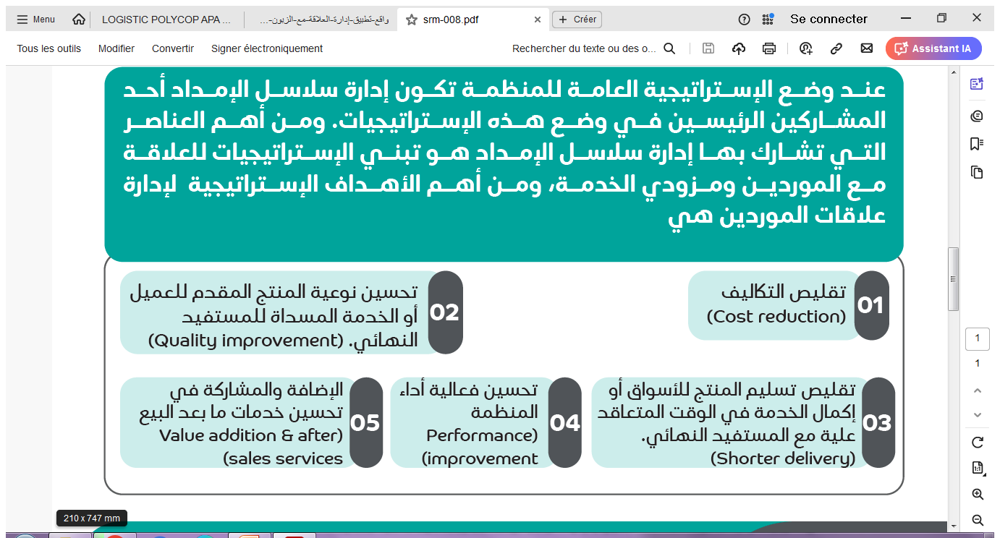 Menu
LOGISTIC POLYCOP APA ...
واقع-تطبيق-إدارة-العلاقة-مع-الزبون-...
srm-008.pdf
Créer
Se connecter
Tous les outils
Modifier
Convertir
Signer électroniquement
Rechercher du texte ou des o...
Assistant IA
عند وضع الإستراتيجية العامة للمنظمة تكون إدارة سلاسل الإمداد أحد
المشاركين الرئيسين في وضع هذه الإستراتيجيات. ومن أهم العناصر
التي تشارك بها إدارة سلاسل الإمداد هو تبني الإستراتيجيات للعلاقة
مع الموردين ومزودي الخدمة، ومن أهم الأهداف الإستراتيجية لإدارة
علاقات الموردين هي
01
تقليص التكاليف
(Cost reduction)
02
تحسين نوعية المنتج المقدم للعميل
أو الخدمة المسداة للمستفيد
النهائي. (Quality improvement)
03
تقليص تسليم المنتج للأسواق أو
إكمال الخدمة في الوقت المتعاقد
علية مع المستفيد النهائي.
(Shorter delivery)
04
تحسين فعالية أداء
المنظمة
Performance)
(improvement
05
الإضافة والمشاركة في
تحسين خدمات ما بعد البيع
Value addition & after)
(sales services
1
1
210 x 747 mm